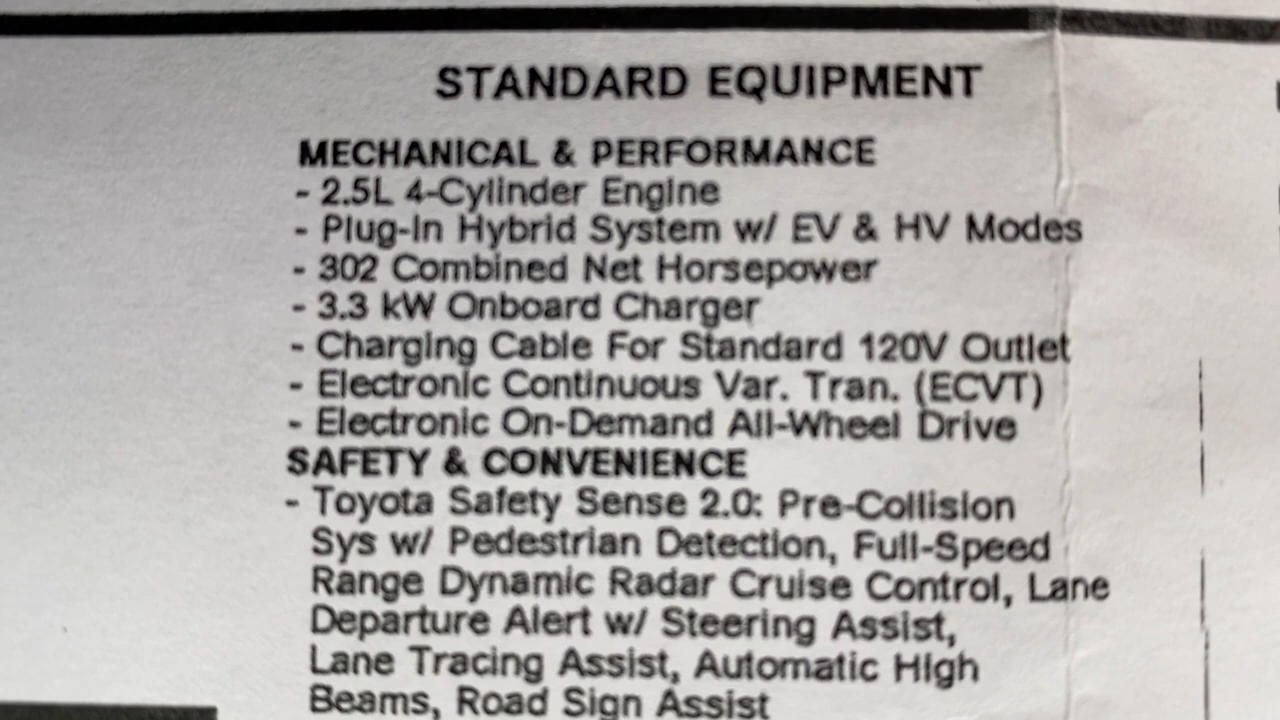 STANDARD EQUIPMENT
MECHANICAL & PERFORMANCE
- 2.5L 4-Cylinder Engine
- Plug-In Hybrid System w/ EV & HV Modes
- 302 Combined Net Horsepower
- 3.3 kW Onboard Charger
- Charging Cable For Standard 120V Outlet
- Electronic Continuous Var. Tran. (ECVT)
- Electronic On-Demand All-Wheel Drive
SAFETY & CONVENIENCE
- Toyota Safety Sense 2.0: Pre-Collision
Sys w/ Pedestrian Detection, Full-Speed
Range Dynamic Radar Cruise Control, Lane
Departure Alert w/ Steering Assist,
Lane Tracing Assist, Automatic High
Beams, Road Sign Assist